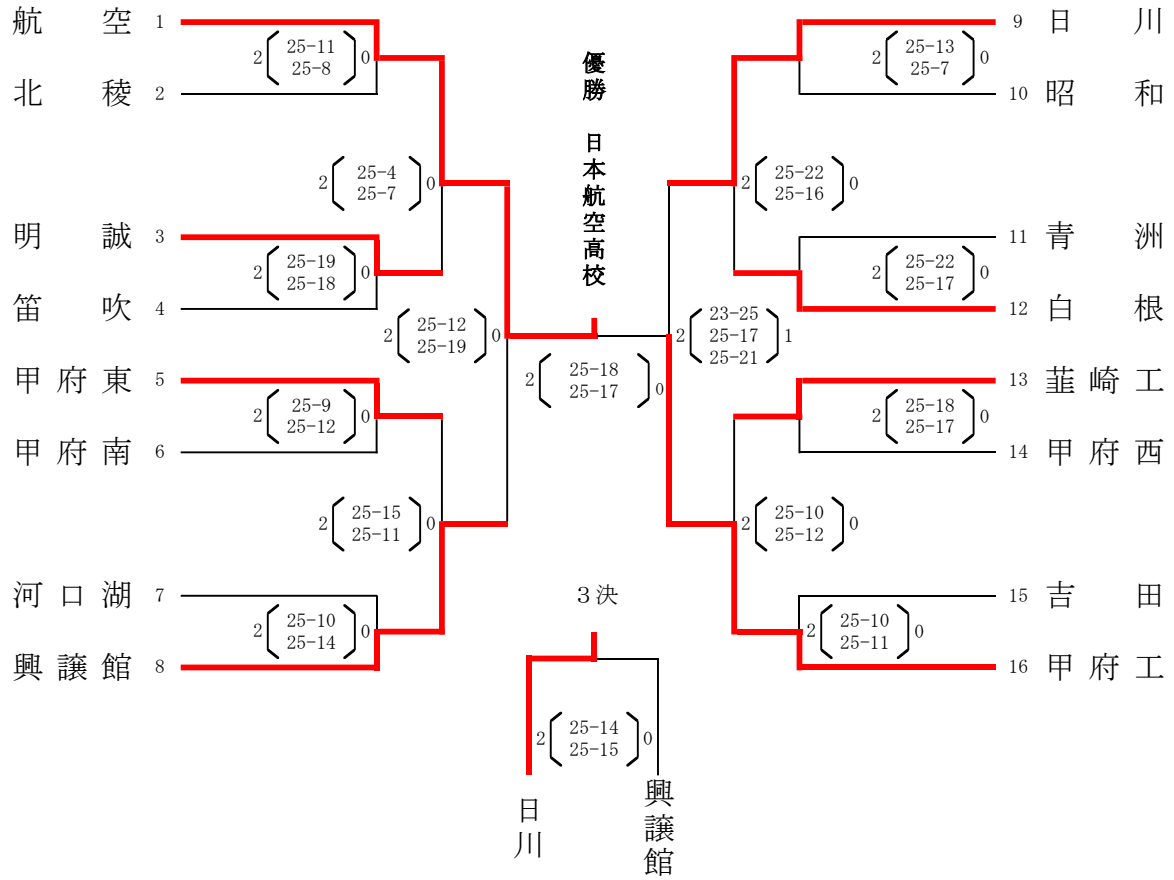 航空 1
2 25-11 0
25-8
北稜 2
2 25-4 0
25-7
明誠 3
2 25-19 0
25-18
笛吹 4
2 25-12 0
25-19
甲府東 5
2 25-9 0
25-12
甲府南 6
2 25-15 0
25-11
河口湖 7
2 25-10 0
25-14
興譲館 8
優勝 日本航空高校
2 25-18 0
25-17
9 日川
2 25-13 0
25-7
10 昭和
2 25-22 0
25-16
11 青洲
2 25-22 0
25-17
12 白根
23-25
2 25-17 1
25-21
13 韮崎工
2 25-18 0
25-17
14 甲府西
2 25-10 0
25-12
15 吉田
2 25-10 0
25-11
16 甲府工
3決
2 25-14 0
25-15
日川
興譲館